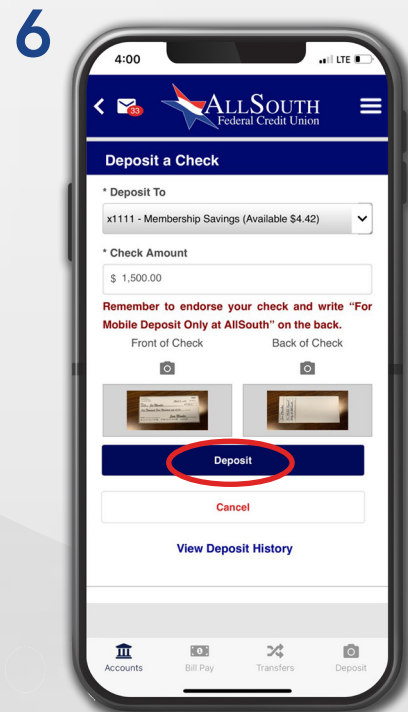 6
4:00
LTE
33
ALLSOUTH
Federal Credit Union
Deposit a Check
* Deposit To
x1111 - Membership Savings (Available $4.42)
* Check Amount
$ 1,500.00
Remember to endorse your check and write “For
Mobile Deposit Only at AllSouth” on the back.
Front of Check
Back of Check
Deposit
Cancel
View Deposit History
Accounts
Bill Pay
Transfers
Deposit